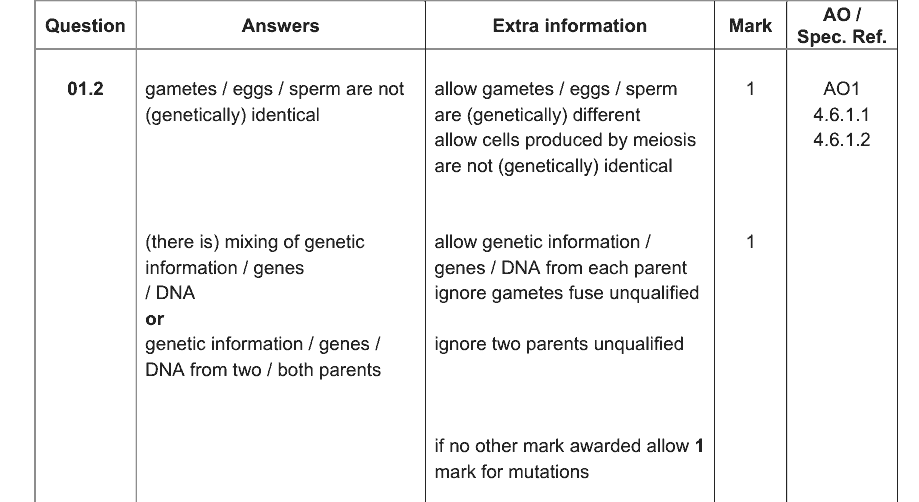 Question Answers Extra information Mark AO / Spec. Ref.
01.2 gametes / eggs / sperm are not (genetically) identical
allow gametes / eggs / sperm
are (genetically) different
allow cells produced by meiosis
are not (genetically) identical
1
AO1
4.6.1.1
4.6.1.2
(there is) mixing of genetic
information / genes
/ DNA
or
genetic information / genes /
DNA from two / both parents
allow genetic information /
genes / DNA from each parent
ignore gametes fuse unqualified
ignore two parents unqualified
1
if no other mark awarded allow 1
mark for mutations